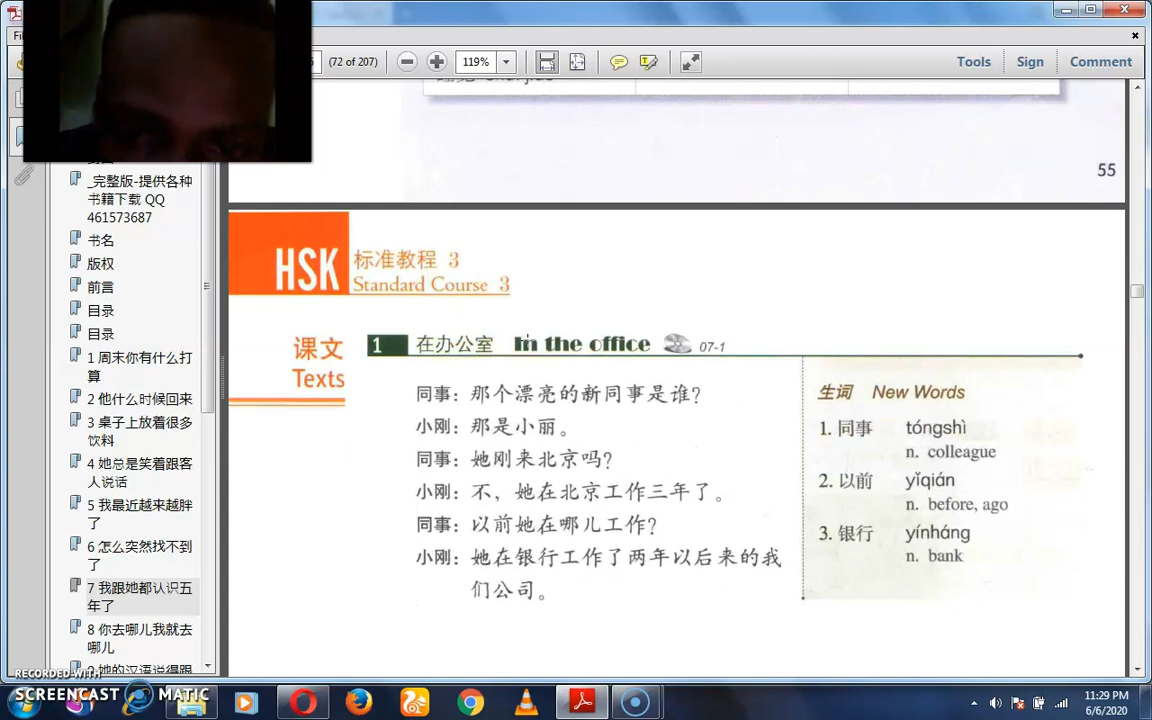 (72 of 207)
119%
Tools
Sign
Comment
55
_完整版-提供各种
书籍下载 QQ
461573687
书名
版权
前言
目录
目录
1 周末你有什么打
算
2 他什么时候回来
3 桌子上放着很多
饮料
4 她总是笑着跟客
人说话
5 我最近越来越胖
了
6 怎么突然找不到
了
7 我跟她都认识五
年了
8 你去哪儿我就去
哪儿
HSK
标准教程 3
Standard Course 3
课文
Texts
1 在办公室 In the office 07-1
同事：那个漂亮的新同事是谁？
小刚：那是小丽。
同事：她刚来北京吗？
小刚：不，她在北京工作三年了。
同事：以前她在哪儿工作？
小刚：她在银行工作了两年以后来的我
们公司。
生词 New Words
1. 同事 tóngshì
n. colleague
2. 以前 yǐqián
n. before, ago
3. 银行 yínháng
n. bank
RECORDED WITH
SCREENCAST MATIC
11:29 PM
6/6/2020